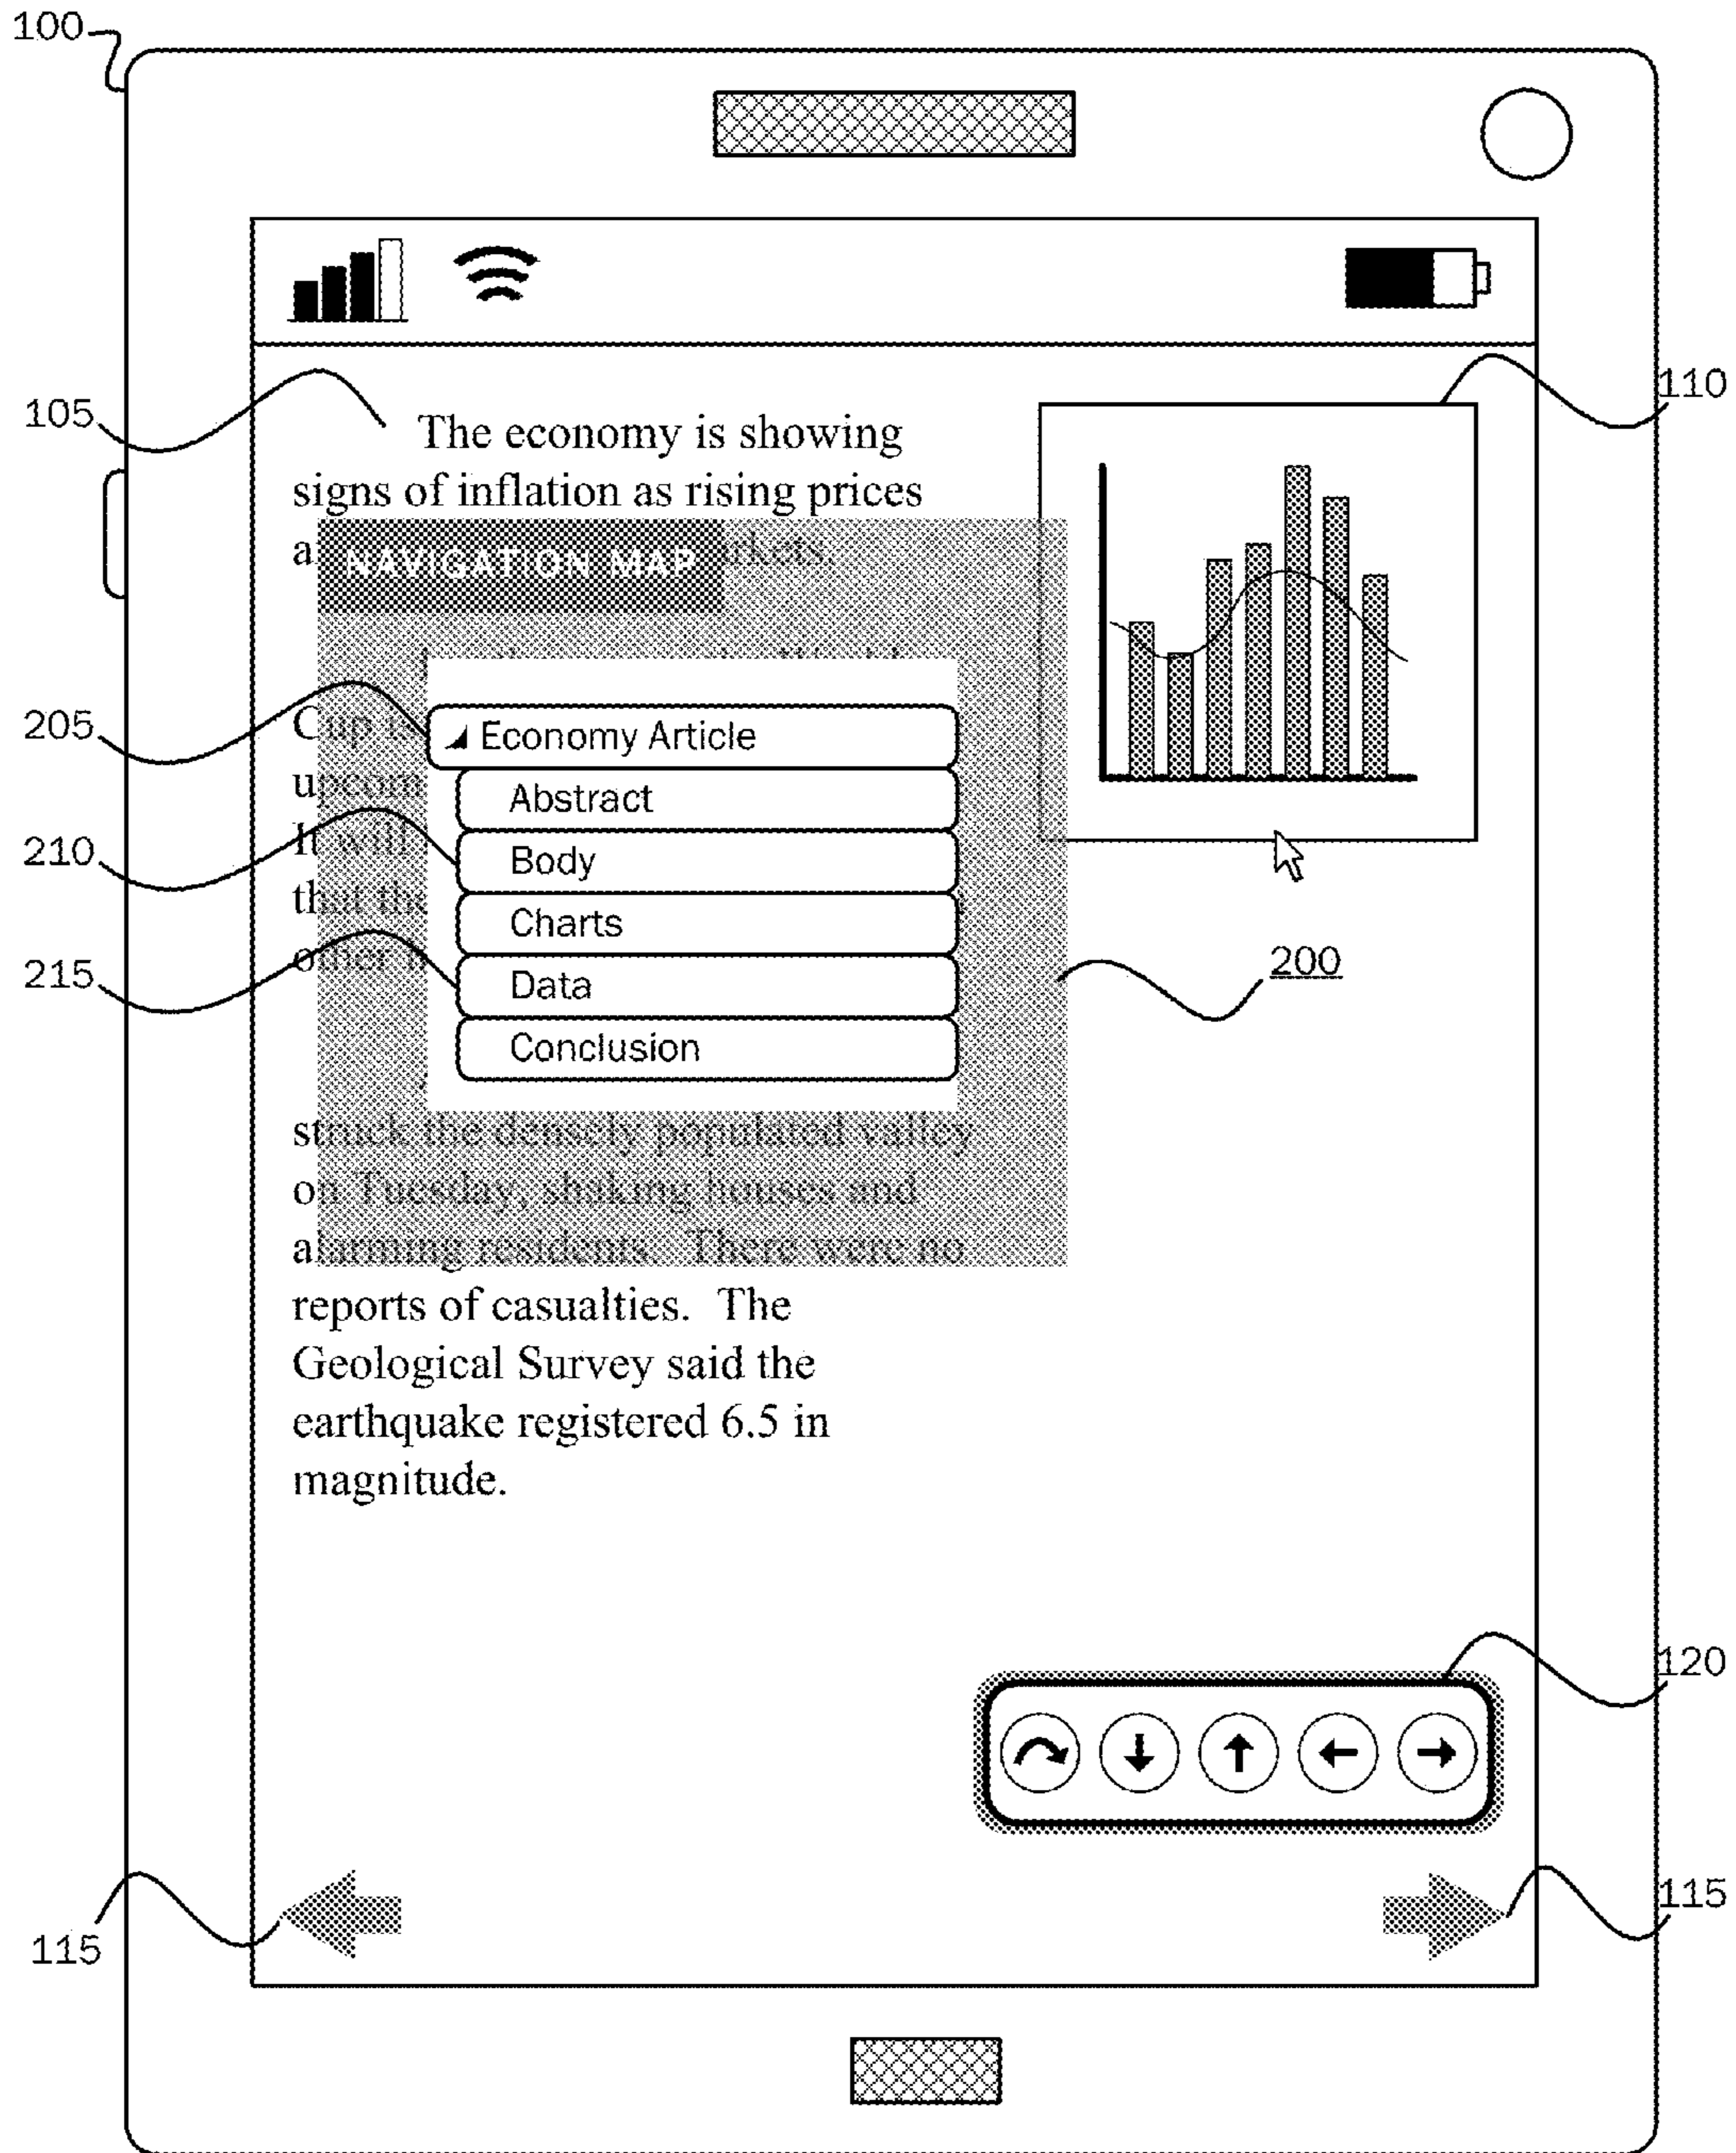 100
105
The economy is showing
110
signs of inflation as rising prices
NAVIGATION MAP
205
Economy Article
Abstract
210
Body
Charts
215
Data
200
Conclusion
struck the densely populated valley
on Tuesday, shaking houses and
alarming residents. There were no
reports of casualties. The
Geological Survey said the
earthquake registered 6.5 in
magnitude.
120
115
115